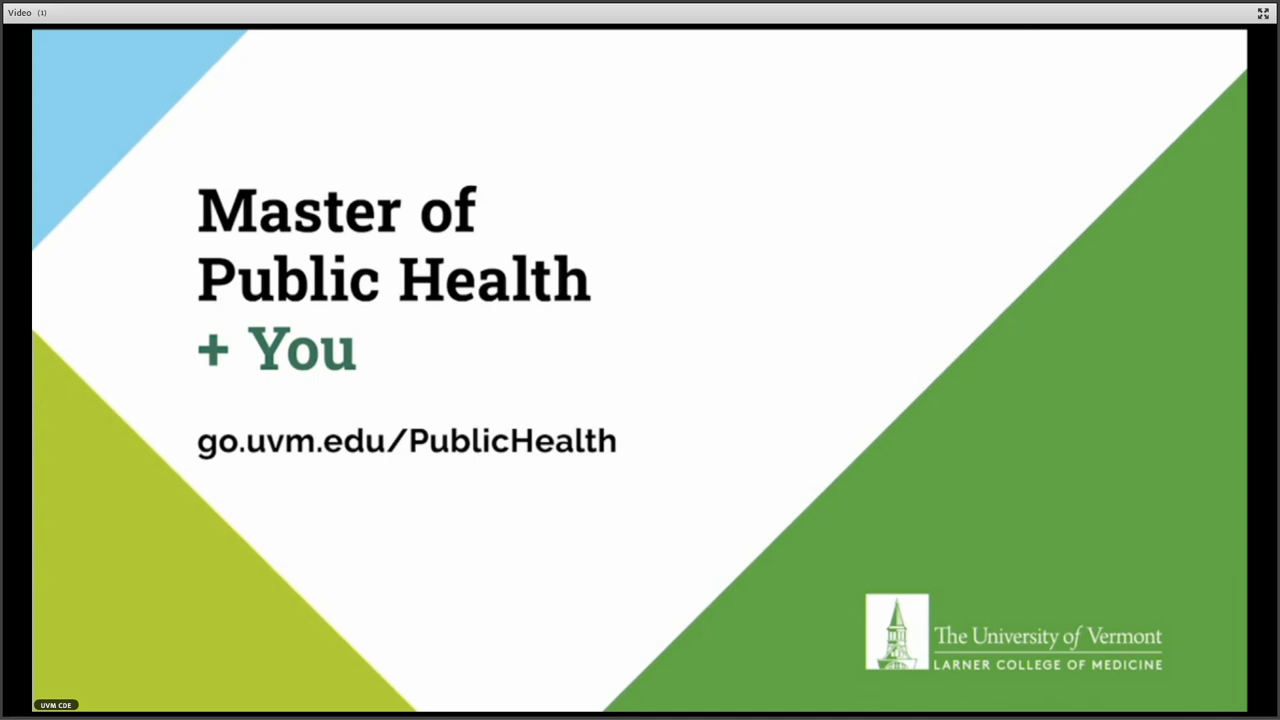 Video (1)
Master of
Public Health
+ You
go.uvm.edu/PublicHealth
The University of Vermont
LARNER COLLEGE OF MEDICINE
UVM CDE